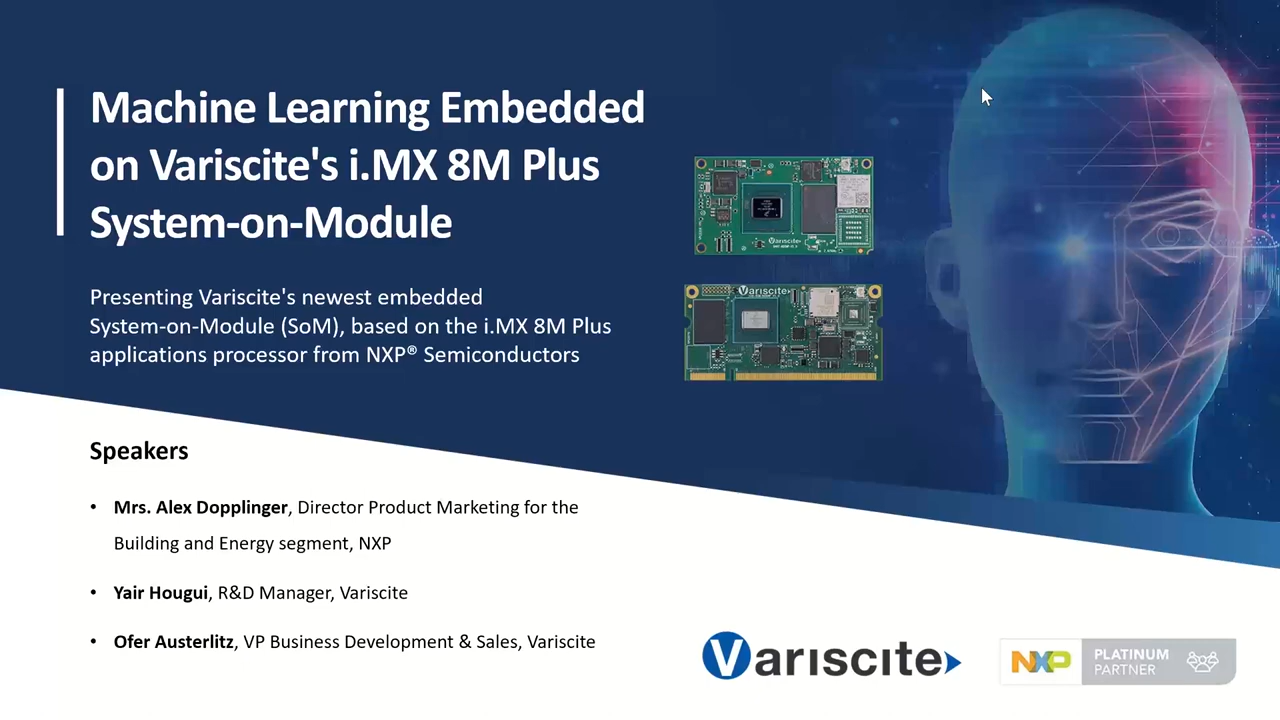 Machine Learning Embedded
on Variscite's i.MX 8M Plus
System-on-Module
Presenting Variscite's newest embedded
System-on-Module (SoM), based on the i.MX 8M Plus
applications processor from NXP® Semiconductors
Variscite
Variscite
Speakers
• Mrs. Alex Dopplinger, Director Product Marketing for the
Building and Energy segment, NXP
• Yair Hougui, R&D Manager, Variscite
• Ofer Austerlitz, VP Business Development & Sales, Variscite
Variscite
NXP
PLATINUM
PARTNER